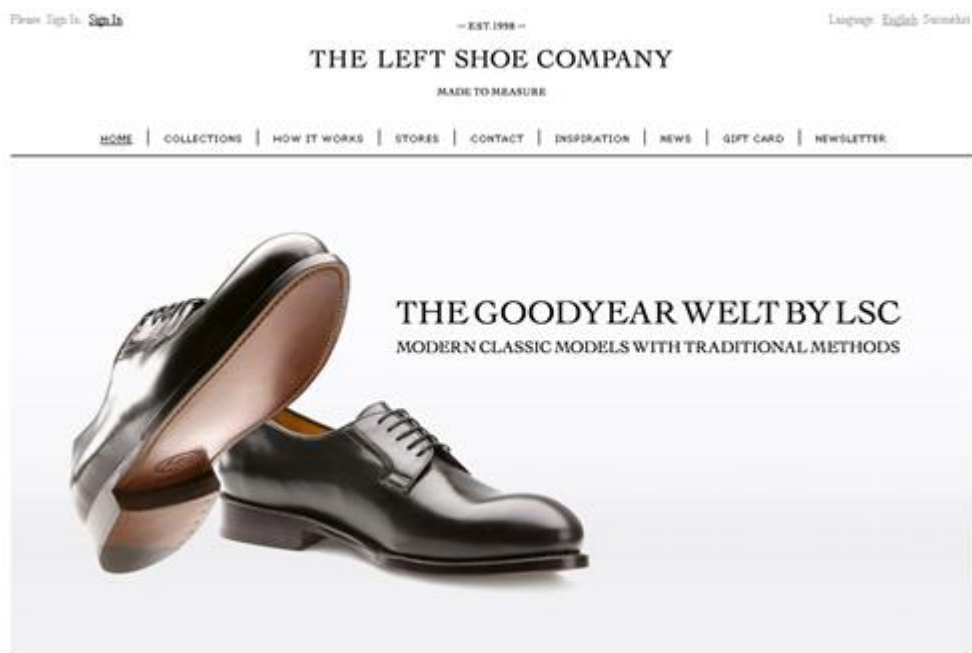 Please Sign In. Sign In
Language: English Suomeksi
— EST. 1998 —
THE LEFT SHOE COMPANY
MADE TO MEASURE
HOME | COLLECTIONS | HOW IT WORKS | STORES | CONTACT | INSPIRATION | NEWS | GIFT CARD | NEWSLETTER
THE GOODYEAR WELT BY LSC
MODERN CLASSIC MODELS WITH TRADITIONAL METHODS